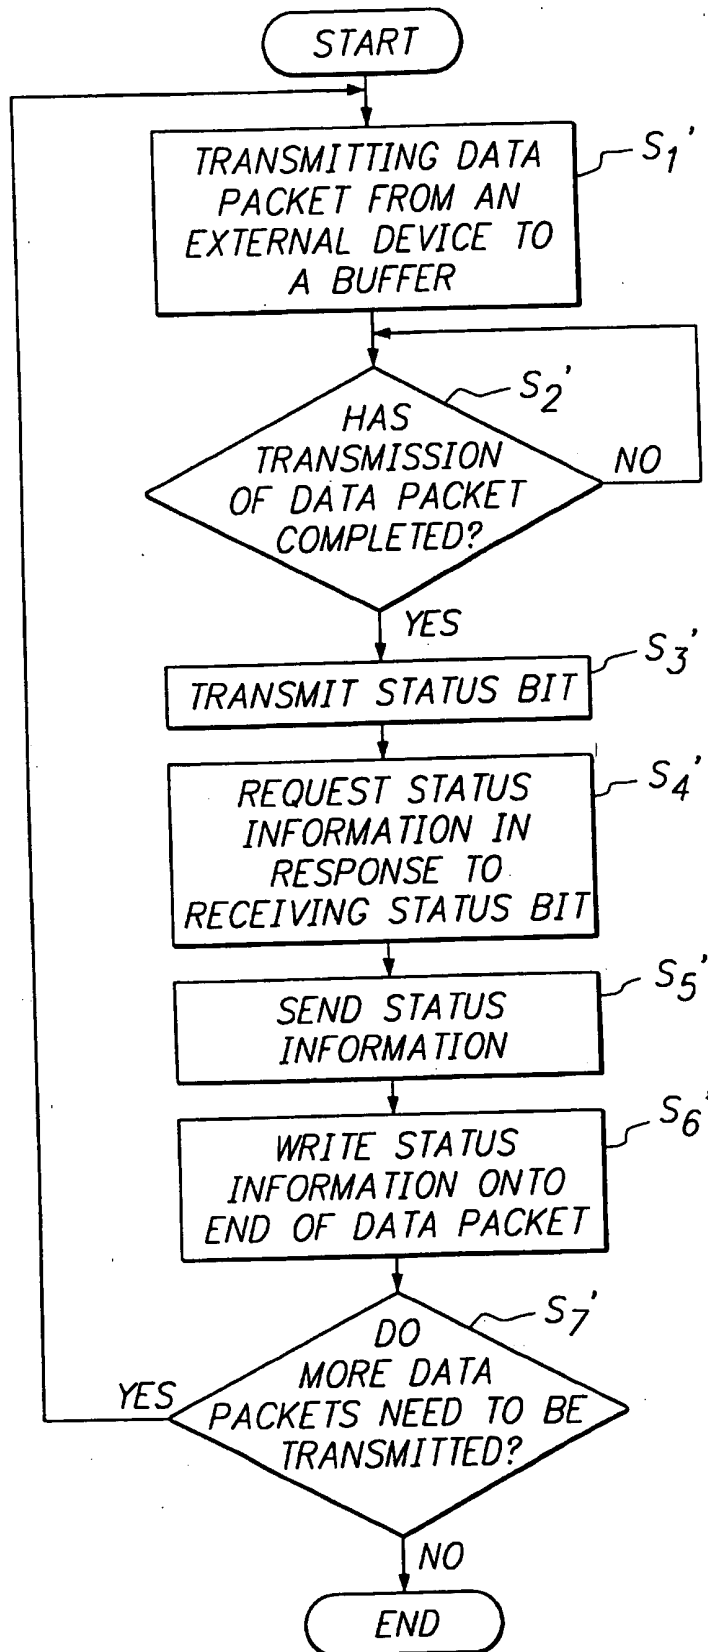 START
TRANSMITTING DATA
PACKET FROM AN
EXTERNAL DEVICE TO
A BUFFER
S1'
S2'
HAS
TRANSMISSION
OF DATA PACKET
COMPLETED?
NO
YES
S3'
TRANSMIT STATUS BIT
S4'
REQUEST STATUS
INFORMATION IN
RESPONSE TO
RECEIVING STATUS BIT
S5'
SEND STATUS
INFORMATION
S6'
WRITE STATUS
INFORMATION ONTO
END OF DATA PACKET
S7'
DO
MORE DATA
PACKETS NEED TO BE
TRANSMITTED?
YES
NO
END